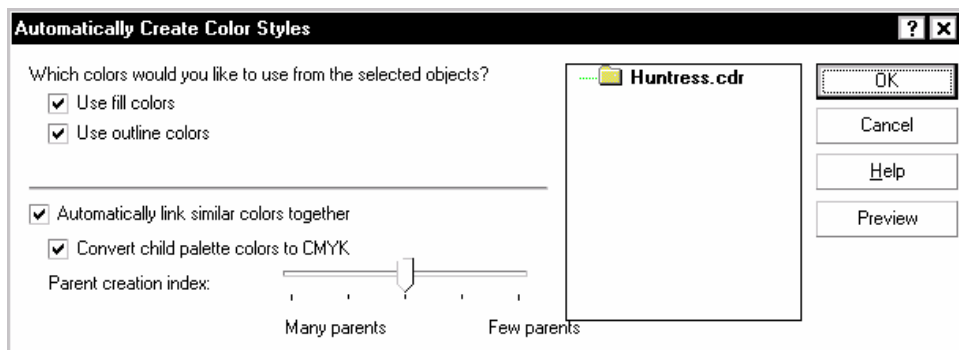 Automatically Create Color Styles
Which colors would you like to use from the selected objects?
Use fill colors
Use outline colors
Automatically link similar colors together
Convert child palette colors to CMYK
Parent creation index:
Many parents
Few parents
Huntress.cdr
OK
Cancel
Help
Preview